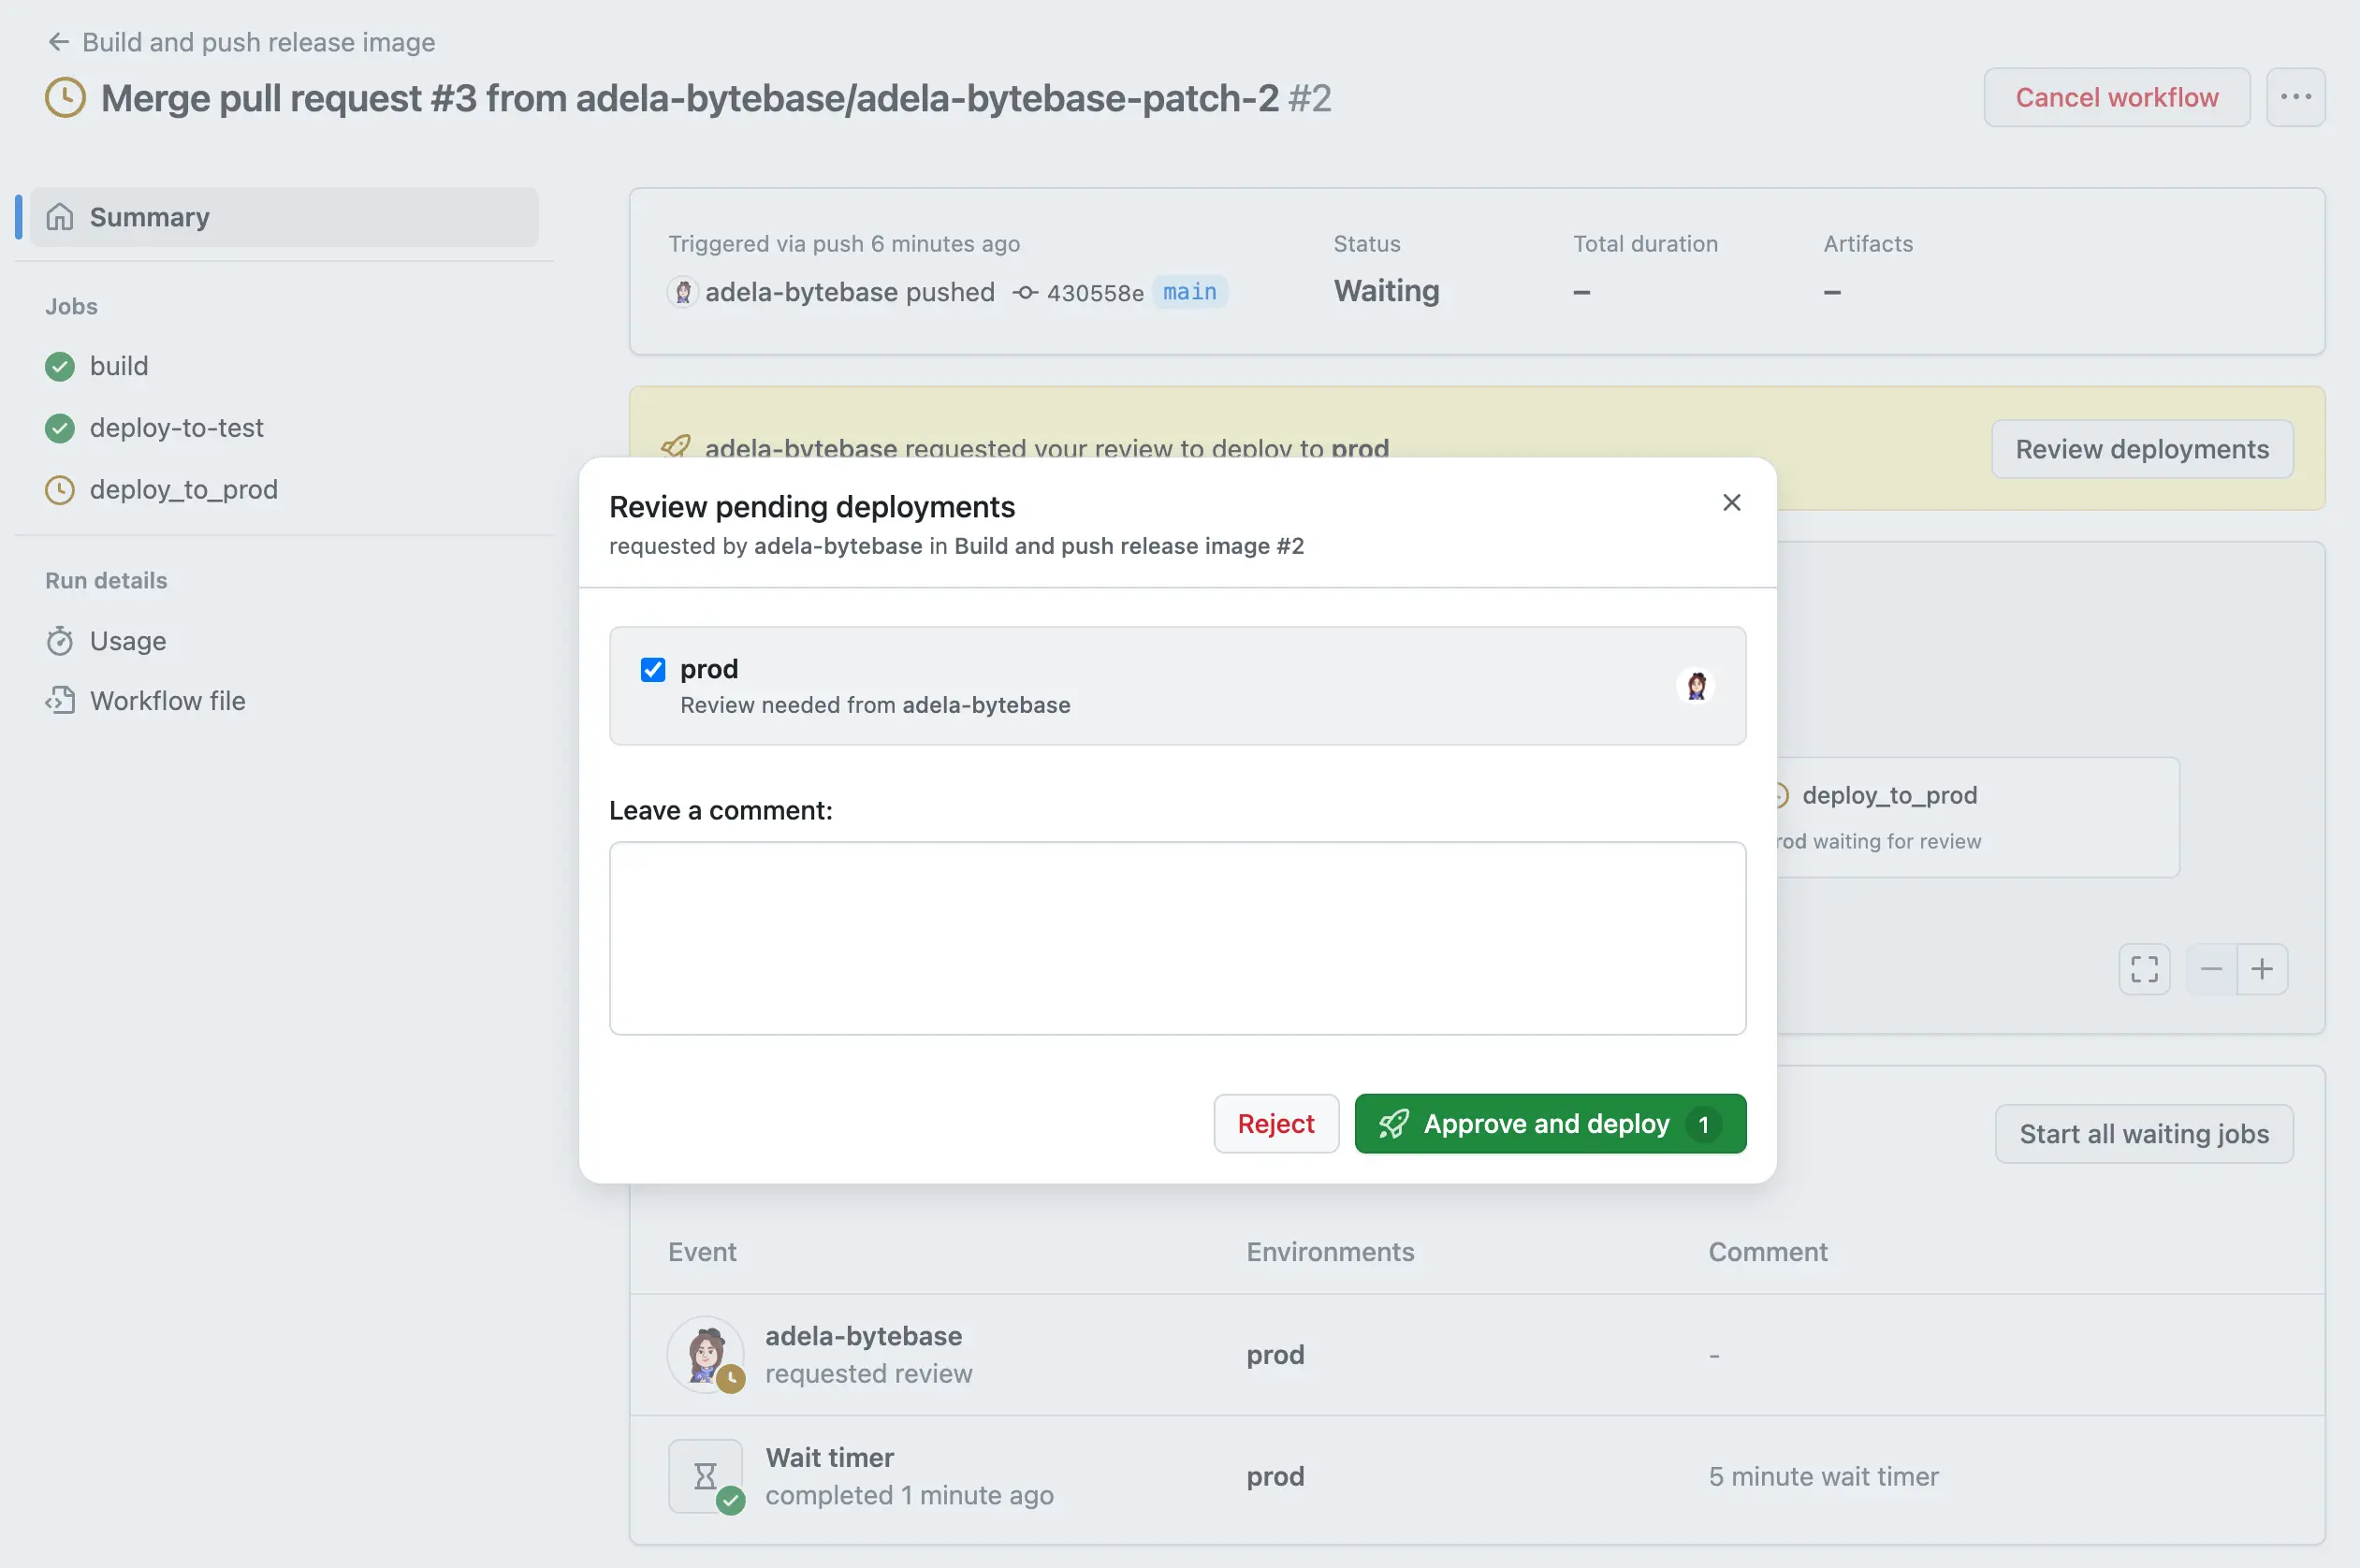 Build and push release image
Merge pull request #3 from adela-bytebase/adela-bytebase-patch-2 #2
Cancel workflow
Summary
Jobs
build
deploy-to-test
deploy_to_prod
Run details
Usage
Workflow file
Triggered via push 6 minutes ago
adela-bytebase pushed 430558e main
Status
Waiting
Total duration
–
Artifacts
–
adela-bytebase requested your review to deploy to prod
Review deployments
Review pending deployments
requested by adela-bytebase in Build and push release image #2
prod
Review needed from adela-bytebase
Leave a comment:
Reject
Approve and deploy 1
deploy_to_prod
rod waiting for review
Start all waiting jobs
Event Environments Comment
adela-bytebase
requested review
prod
-
Wait timer
completed 1 minute ago
prod
5 minute wait timer